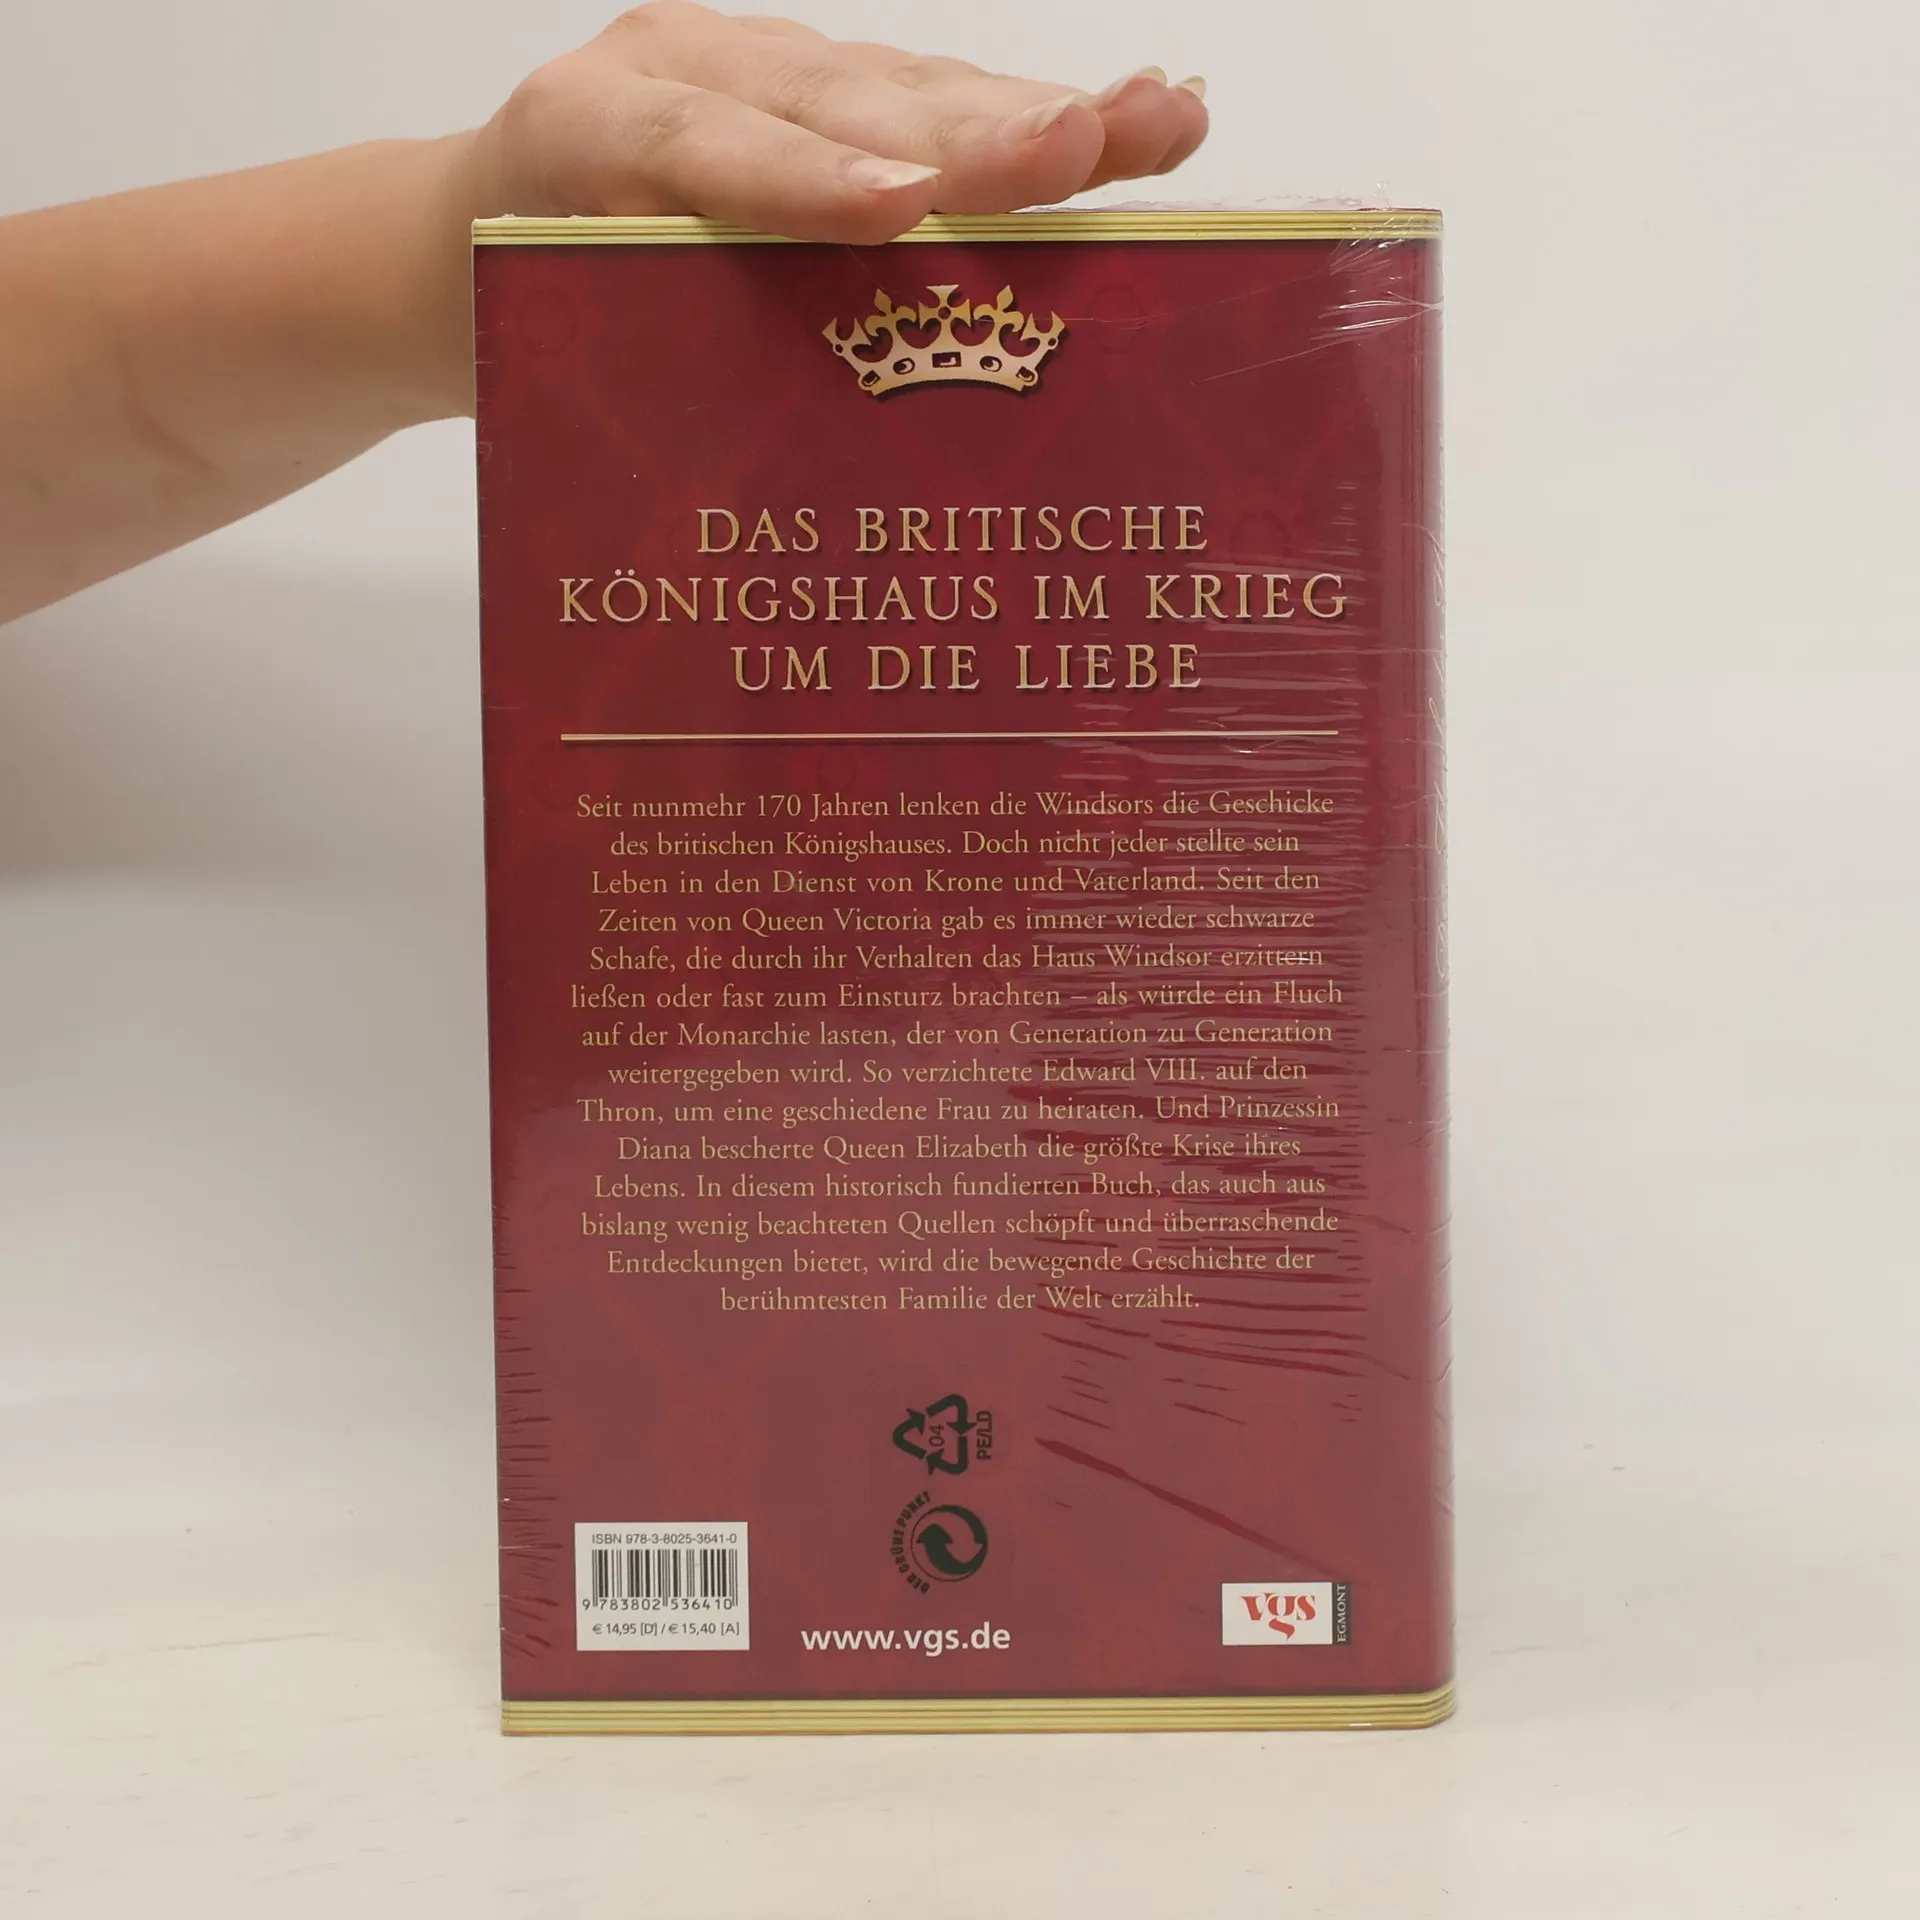 DAS BRITISCHE
KÖNIGSHAUS IM KRIEG
UM DIE LIEBE
Seit nunmehr 170 Jahren lenken die Windsors die Geschicke
des britischen Königshauses. Doch nicht jeder stellte sein
Leben in den Dienst von Krone und Vaterland. Seit den
Zeiten von Queen Victoria gab es immer wieder schwarze
Schafe, die durch ihr Verhalten das Haus Windsor erzittern
ließen oder fast zum Einsturz brachten – als würde ein Fluch
auf der Monarchie lasten, der von Generation zu Generation
weitergegeben wird. So verzichtete Edward VIII. auf den
Thron, um eine geschiedene Frau zu heiraten. Und Prinzessin
Diana bescherte Queen Elizabeth die größte Krise ihres
Lebens. In diesem historisch fundierten Buch, das auch aus
bislang wenig beachteten Quellen schöpft und überraschende
Entdeckungen bietet, wird die bewegende Geschichte der
berühmtesten Familie der Welt erzählt.
04
PE/LD
DER GRÜNE PUNKT
ISBN 978-3-8025-3641-0
9 783802 536410
€ 14,95 [D] / € 15,40 [A]
www.vgs.de
vgs
EGMONT